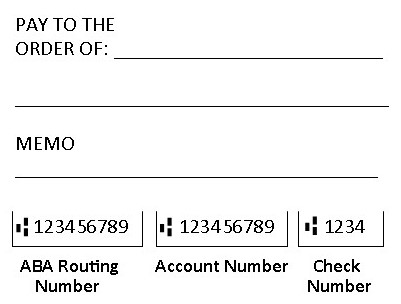 PAY TO THE
ORDER OF:
MEMO
⑆123456789 ⑆123456789 ⑆1234
ABA Routing Number
Account Number
Check Number